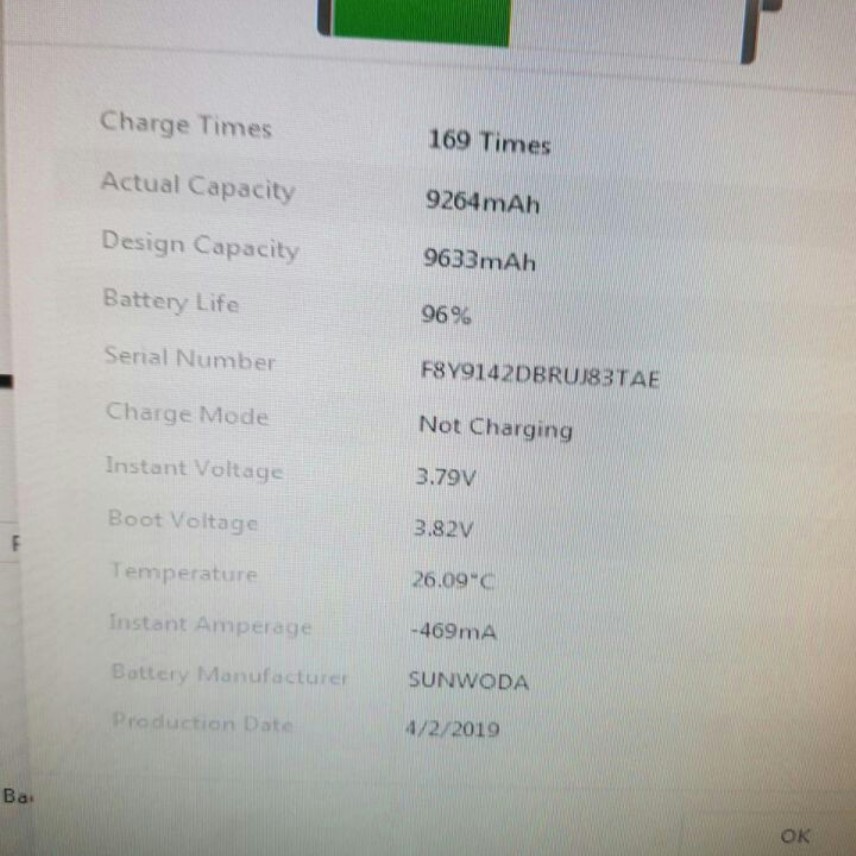 Charge Times 169 Times
Actual Capacity 9264mAh
Design Capacity 9633mAh
Battery Life 96%
Serial Number F8Y9142DBRUJ83TAE
Charge Mode Not Charging
Instant Voltage 3.79V
Boot Voltage 3.82V
Temperature 26.09°C
Instant Amperage -469mA
Battery Manufacturer SUNWODA
Production Date 4/2/2019
OK